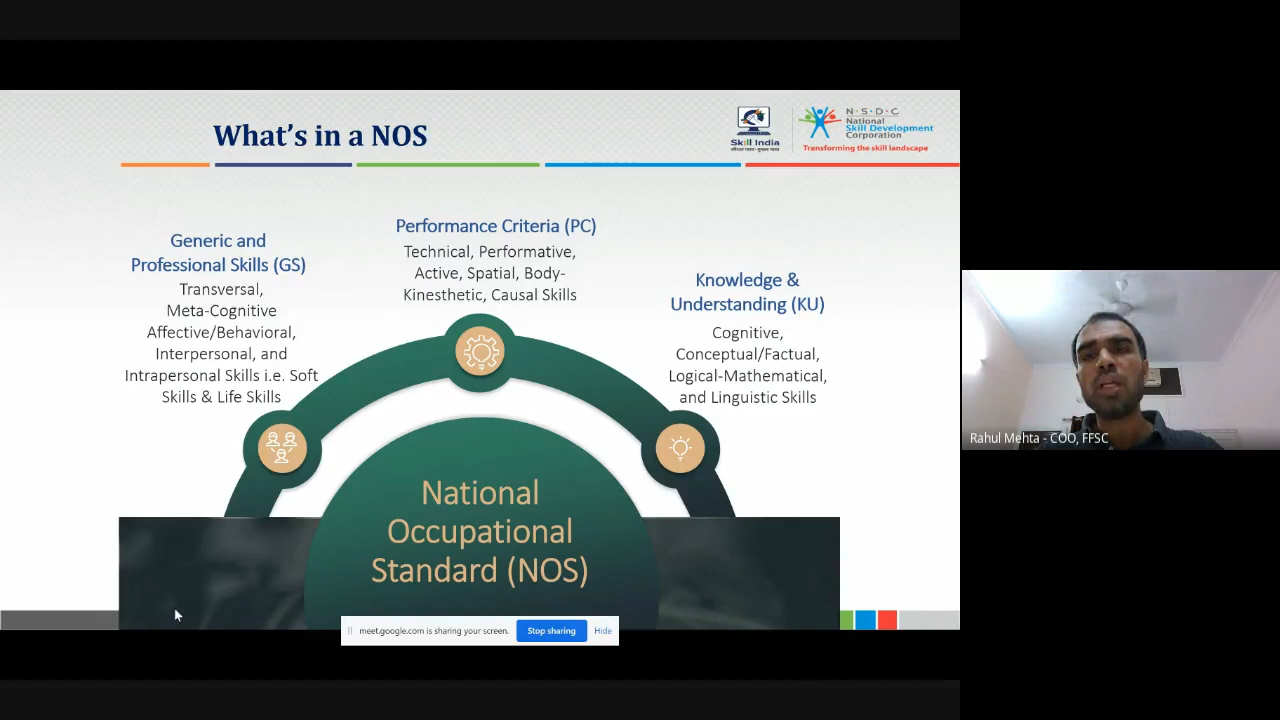 What's in a NOS
Skill India
N·S·D·C
National
Skill Development
Corporation
Transforming the skill landscape
Generic and
Professional Skills (GS)
Transversal,
Meta-Cognitive
Affective/Behavioral,
Interpersonal, and
Intrapersonal Skills i.e. Soft
Skills & Life Skills
Performance Criteria (PC)
Technical, Performative,
Active, Spatial, Body-
Kinesthetic, Causal Skills
Knowledge &
Understanding (KU)
Cognitive,
Conceptual/Factual,
Logical-Mathematical,
and Linguistic Skills
National
Occupational
Standard (NOS)
meet.google.com is sharing your screen.
Stop sharing
Hide
Rahul Mehta - COO, FFSC